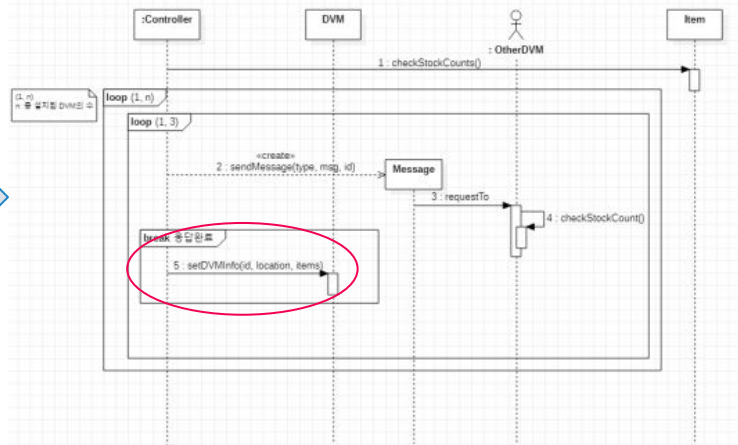 :Controller
DVM
: OtherDVM
Item
1 : checkStockCounts()
(1, n)
n 중 설치된 DVM의 수
loop (1, n)
loop (1, 3)
«create»
2 : sendMessage(type, msg, id)
Message
3 : requestTo
4 : checkStockCount()
break 응답완료
5 : setDVMInfo(id, location, items)